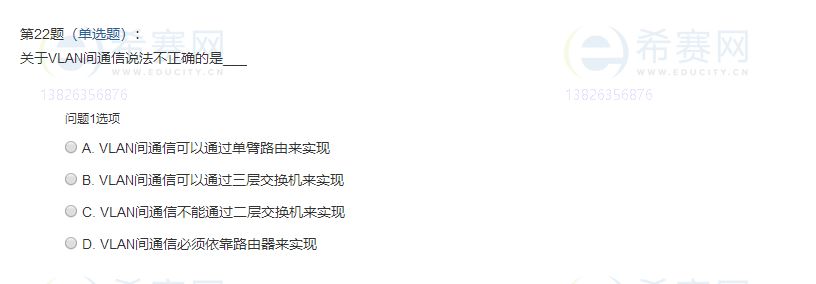 第22题（单选题）:
关于VLAN间通信说法不正确的是___
希赛网
WWW.EDUCITY.CN
希赛网
WWW.EDUCITY.CN
13826356876
13826356876
问题1选项
A. VLAN间通信可以通过单臂路由来实现
B. VLAN间通信可以通过三层交换机来实现
C. VLAN间通信不能通过二层交换机来实现
D. VLAN间通信必须依靠路由器来实现